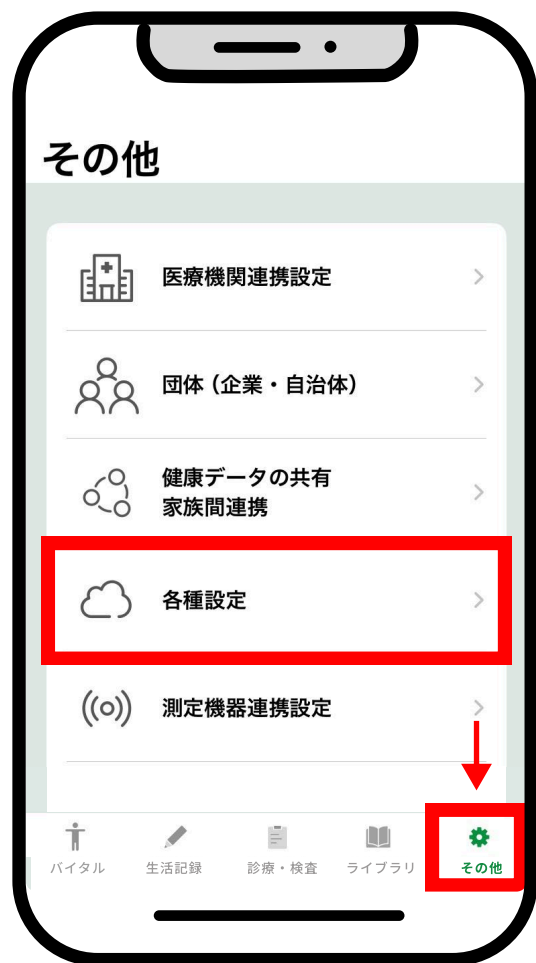 その他
医療機関連携設定
団体（企業・自治体）
健康データの共有
家族間連携
各種設定
測定機器連携設定
バイタル
生活記録
診療・検査
ライブラリ
その他